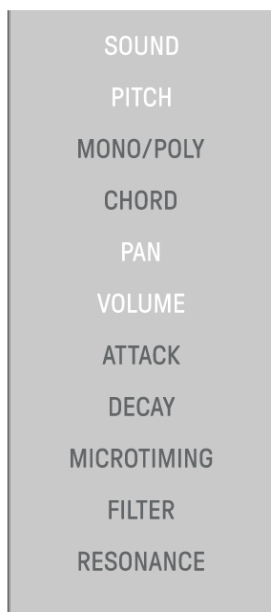 SOUND
PITCH
MONO/POLY
CHORD
PAN
VOLUME
ATTACK
DECAY
MICROTIMING
FILTER
RESONANCE